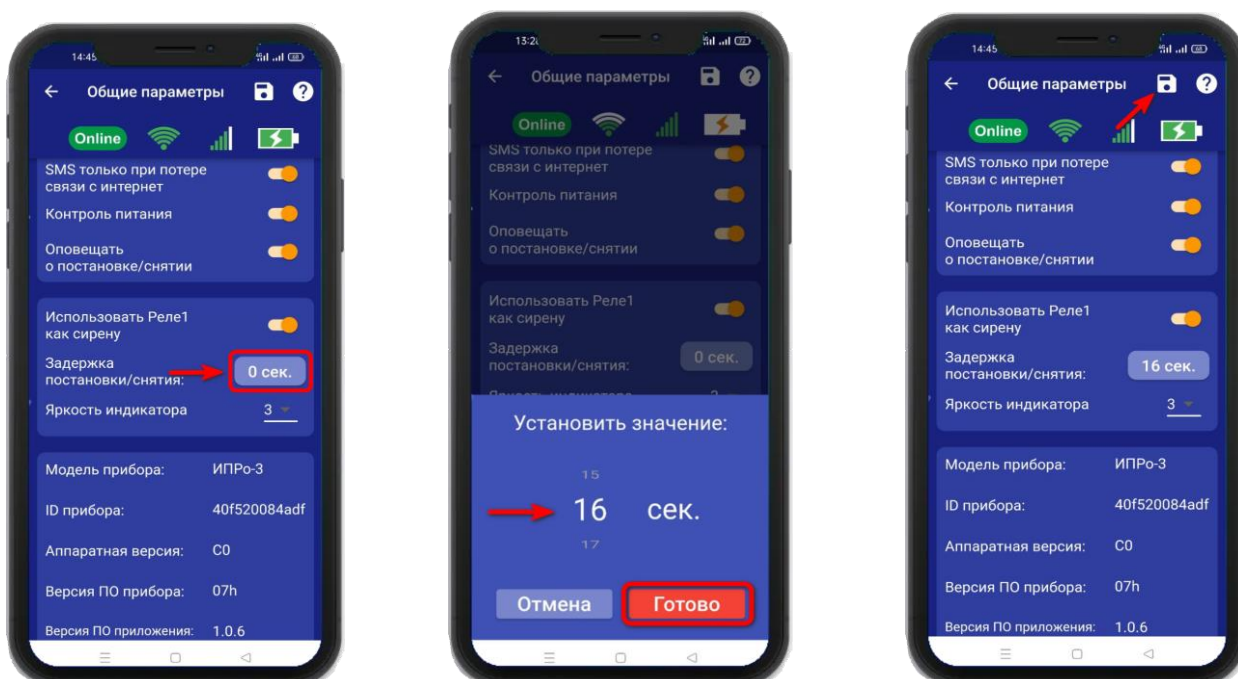 14:45
Общие параметры
Online
SMS только при потере
связи с интернет
Контроль питания
Оповещать
о постановке/снятии
Использовать Реле1
как сирену
Задержка
постановки/снятия:
0 сек.
Яркость индикатора
3
Модель прибора:
ИПРо-3
ID прибора:
40f520084adf
Аппаратная версия:
C0
Версия ПО прибора:
07h
Версия ПО приложения:
1.0.6
Общие параметры
Online
SMS только при потере
связи с интернет
Контроль питания
Оповещать
о постановке/снятии
Использовать Реле1
как сирену
Задержка
постановки/снятия:
0 сек.
Установить значение:
15
16 сек.
17
Отмена
Готово
14:45
Общие параметры
Online
SMS только при потере
связи с интернет
Контроль питания
Оповещать
о постановке/снятии
Использовать Реле1
как сирену
Задержка
постановки/снятия:
16 сек.
Яркость индикатора
3
Модель прибора:
ИПРо-3
ID прибора:
40f520084adf
Аппаратная версия:
C0
Версия ПО прибора:
07h
Версия ПО приложения:
1.0.6